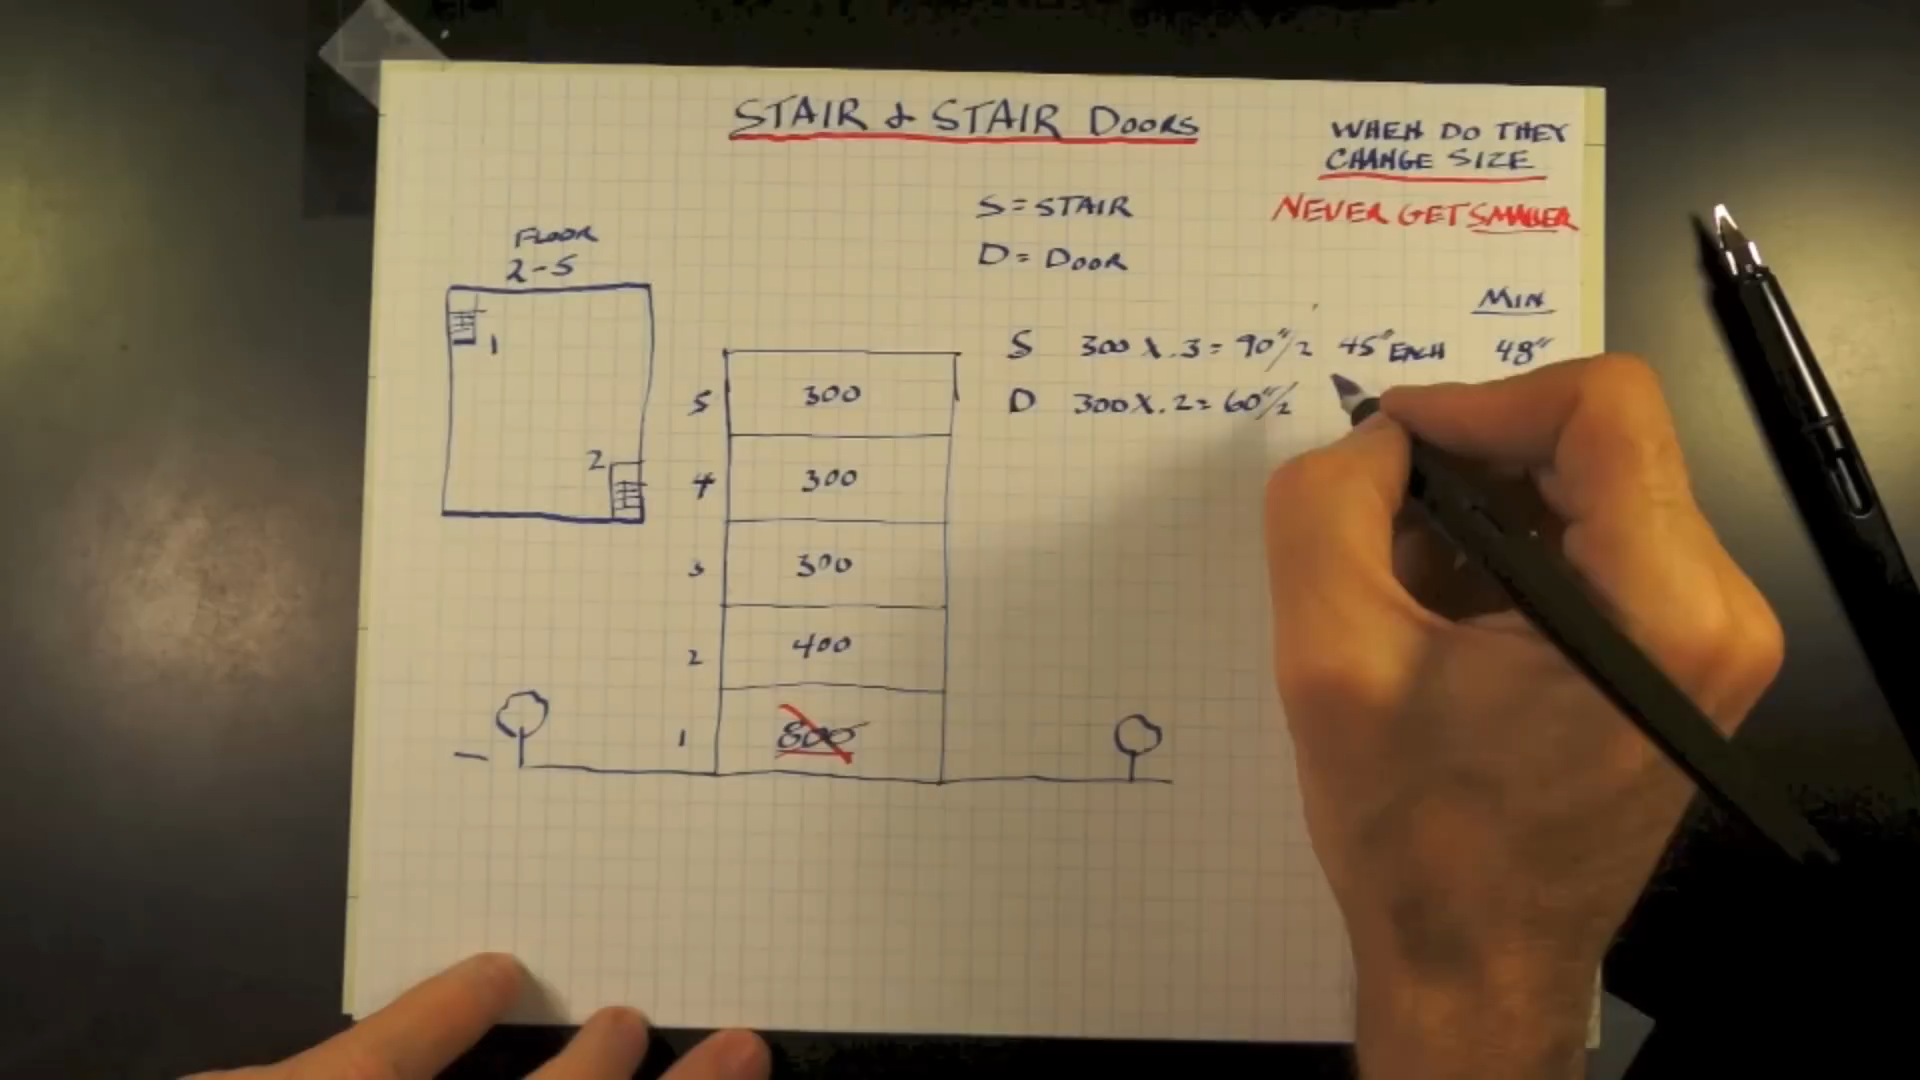 STAIR & STAIR DOORS
WHEN DO THEY
CHANGE SIZE
NEVER GET SMALLER
S = STAIR
D = DOOR
FLOOR
2-5
1
2
MIN
S 300 X .3 = 90"/2 45" EACH 48"
D 300 X .2 = 60"/2
5 300
4 300
3 300
2 400
1 800